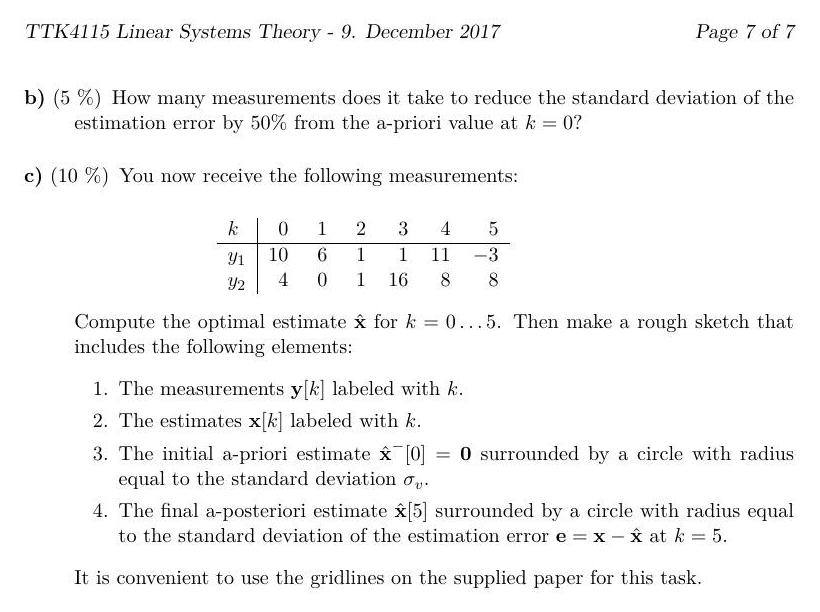 TTK4115 Linear Systems Theory - 9. December 2017 Page 7 of 7
b) (5 %) How many measurements does it take to reduce the standard deviation of the
estimation error by 50% from the a-priori value at k = 0?
c) (10 %) You now receive the following measurements:
k 0 1 2 3 4 5
y₁ 10 6 1 1 11 −3
y₂ 4 0 1 16 8 8
Compute the optimal estimate x̂ for k = 0 . . . 5. Then make a rough sketch that
includes the following elements:
1. The measurements y[k] labeled with k.
2. The estimates x[k] labeled with k.
3. The initial a-priori estimate x̂⁻[0] = 0 surrounded by a circle with radius
equal to the standard deviation σᵥ.
4. The final a-posteriori estimate x̂[5] surrounded by a circle with radius equal
to the standard deviation of the estimation error e = x − x̂ at k = 5.
It is convenient to use the gridlines on the supplied paper for this task.